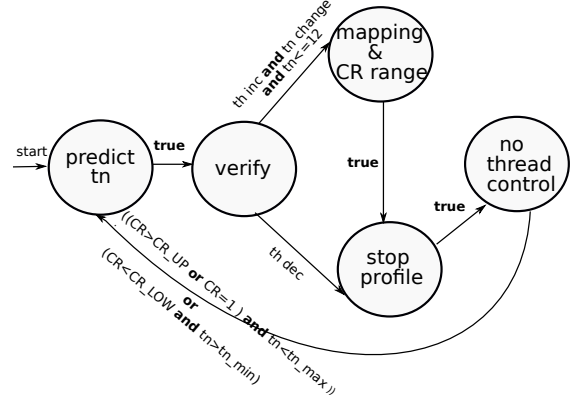 start
predict
tn
true
verify
th inc and tn change
and tn<=12
mapping
&
CR range
true
th dec
stop
profile
true
no
thread
control
((CR>CR_UP or CR=1 ) and tn<tn_max ))
or
(CR<CR_LOW and tn>tn_min)